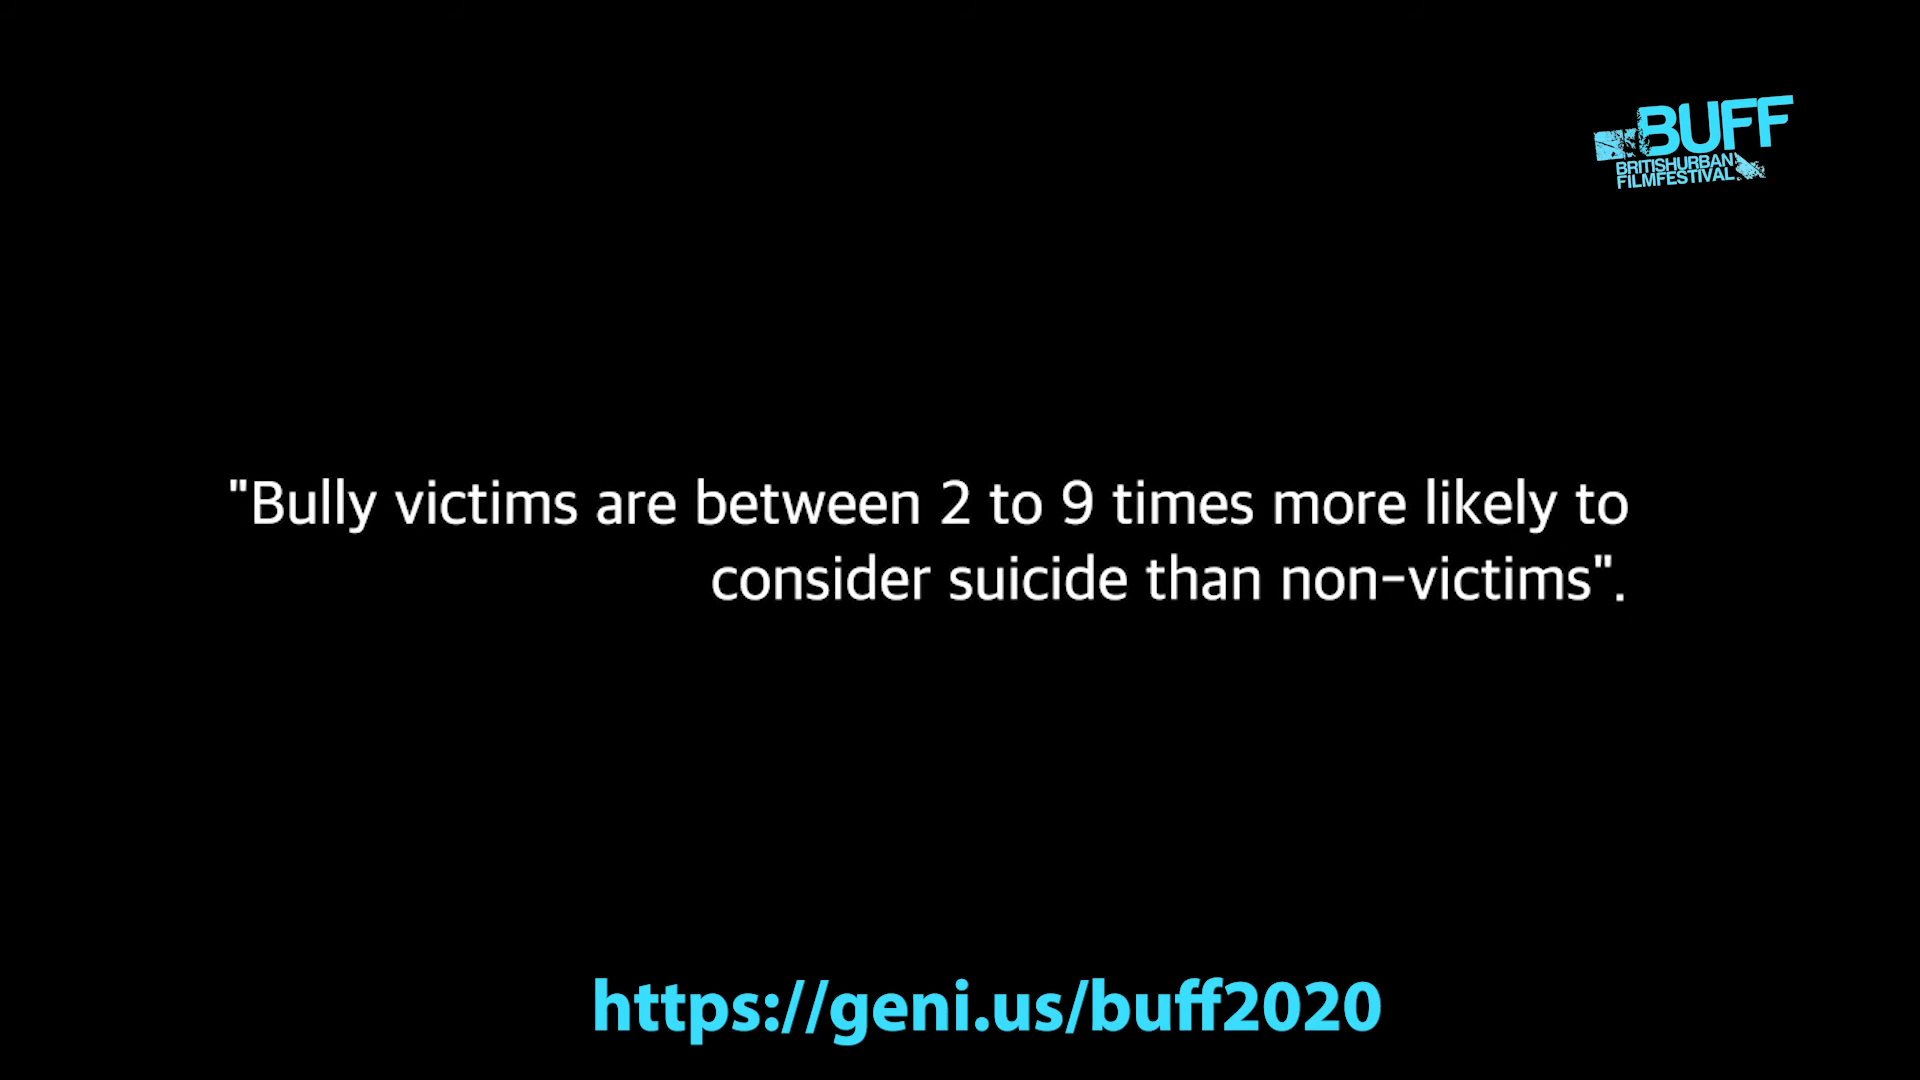 BUFF
BRITISHURBAN
FILMFESTIVAL
"Bully victims are between 2 to 9 times more likely to
consider suicide than non-victims".
https://geni.us/buff2020